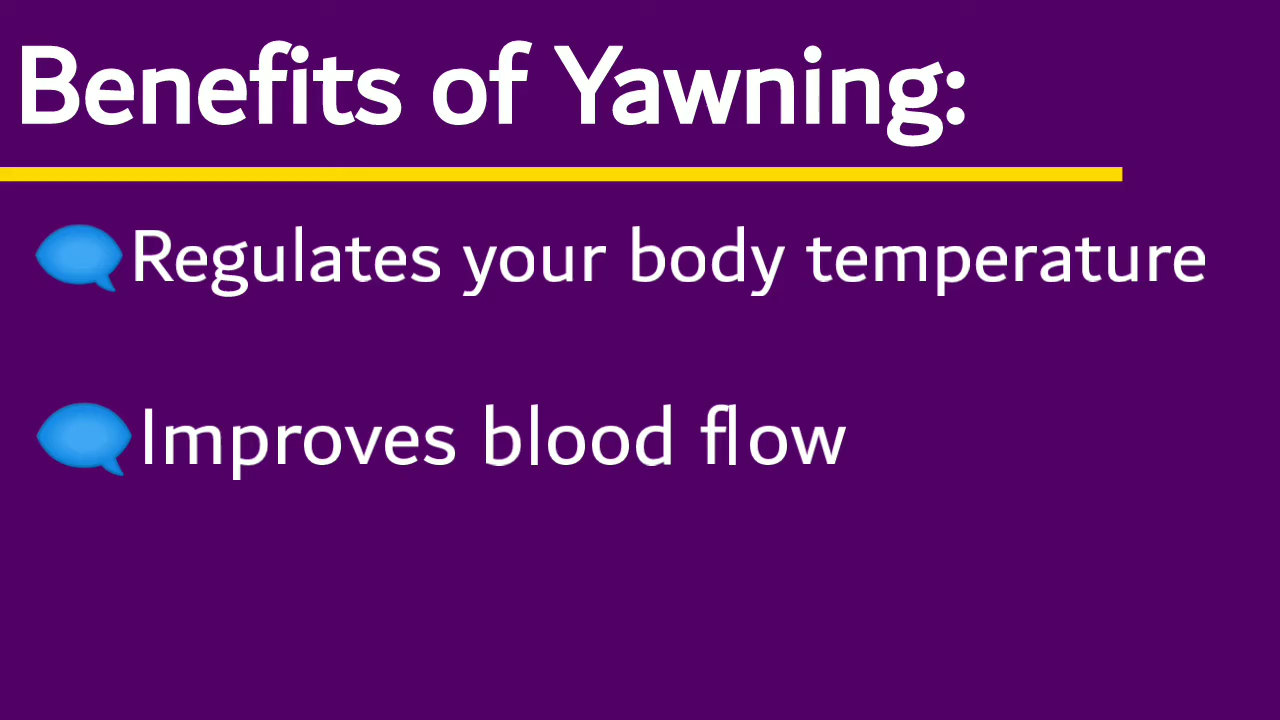 Benefits of Yawning:
Regulates your body temperature
Improves blood flow